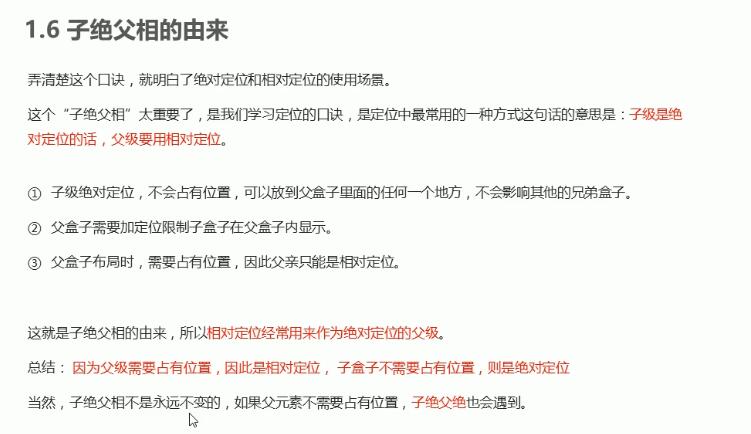 1.6 子绝父相的由来
弄清楚这个口诀，就明白了绝对定位和相对定位的使用场景。
这个“子绝父相”太重要了，是我们学习定位的口诀，是定位中最常用的一种方式这句话的意思是：子级是绝
对定位的话，父级要用相对定位。
① 子级绝对定位，不会占有位置，可以放到父盒子里面的任何一个地方，不会影响其他的兄弟盒子。
② 父盒子需要加定位限制子盒子在父盒子内显示。
③ 父盒子布局时，需要占有位置，因此父亲只能是相对定位。
这就是子绝父相的由来，所以相对定位经常用来作为绝对定位的父级。
总结： 因为父级需要占有位置，因此是相对定位， 子盒子不需要占有位置，则是绝对定位
当然，子绝父相不是永远不变的，如果父元素不需要占有位置，子绝父绝也会遇到。